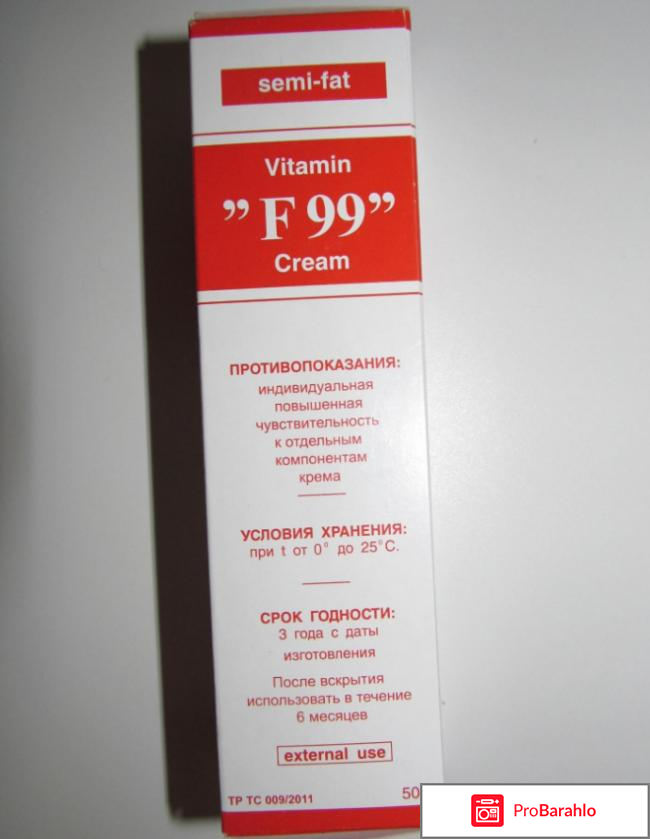 semi-fat
Vitamin
” F 99”
Cream
ПРОТИВОПОКАЗАНИЯ:
индивидуальная
повышенная
чувствительность
к отдельным
компонентам
крема
УСЛОВИЯ ХРАНЕНИЯ:
при t от 0° до 25°С.
СРОК ГОДНОСТИ:
3 года с даты
изготовления
После вскрытия
использовать в течение
6 месяцев
external use
ТР ТС 009/2011
50
ProBarahlo